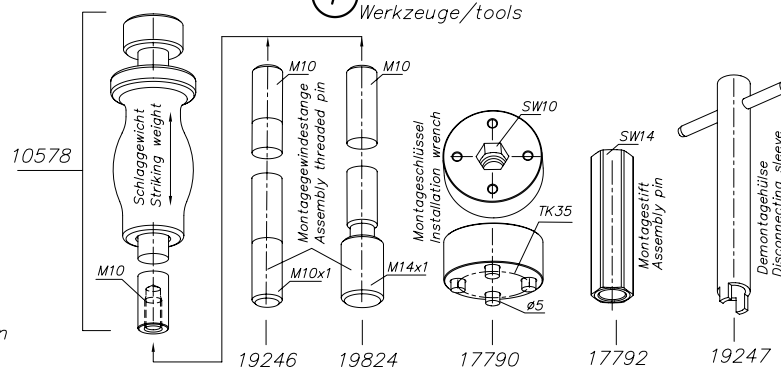 Werkzeuge/tools
M10
M10
10578
Schlaggewicht
Striking weight
M10
Montagegewindestange
Assembly threaded pin
M10x1
M14x1
Montageschlüssel
Installation wrench
SW10
TK35
ø5
SW14
Montagestift
Assembly pin
Demontagehülse
Disconnecting sleeve
19246
19824
17790
17792
19247